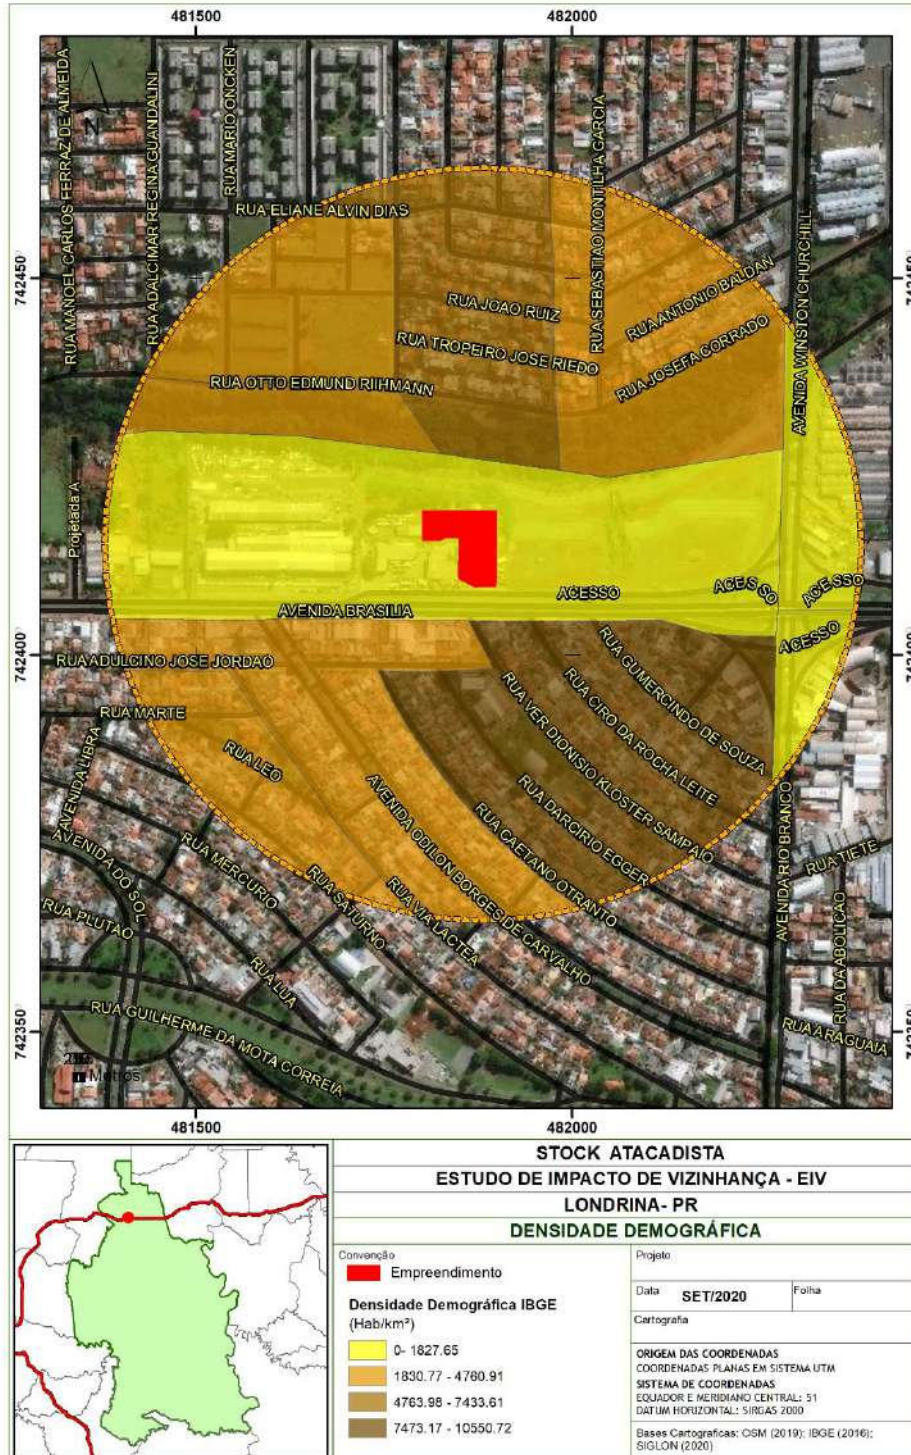 481500
482000
RUA MANOEL CARLOS FERRAZ DE ALMEIDA
RUA ADALCIMAR REGINA GUANDALINI
RUA MARIO ONCKEN
N
RUA ELIANE ALVIN DIAS
RUA SEBASTIAO MONTILHA GARCIA
AVENIDA WINSTON CHURCHILL
742450
RUA JOAO RUIZ
RUA ANTONIO BALDAN
RUA TROPEIRO JOSE RIEDO
RUA JOSEFA CORRADO
RUA OTTO EDMUND RIIHMANN
Projetada A
ACESSO
ACESSO
ACESSO
AVENIDA BRASILIA
ACESSO
742400
742400
RUA ADULCINO JOSE JORDAO
RUA GUMERCINDO DE SOUZA
RUA CIRO DA ROCHA LEITE
RUA VER DIONISIO KLOSTER SAMPAIO
RUA MARTE
AVENIDA LIBRA
RUA LEO
RUA DARCIRIO EGGER
RUA CAETANO OTRANTO
AVENIDA ODILON BORGES DE CARVALHO
AVENIDA RIO BRANCO
RUA TIETE
AVENIDA DO SOL
RUA MERCURIO
RUA SATURNO
RUA VIA LACTEA
RUA PLUTAO
RUA LUA
RUA DA ABOLICAO
RUA GUILHERME DA MOTA CORREIA
RUA ARAGUAIA
742350
Metros
481500
482000
STOCK ATACADISTA
ESTUDO DE IMPACTO DE VIZINHANÇA - EIV
LONDRINA- PR
DENSIDADE DEMOGRÁFICA
Convenção
Empreendimento
Densidade Demográfica IBGE
(Hab/km²)
0- 1827.65
1830.77 - 4760.91
4763.98 - 7433.61
7473.17 - 10550.72
Projeto
Data SET/2020
Folha
Cartografia
ORIGEM DAS COORDENADAS
COORDENADAS PLANAS EM SISTEMA UTM
SISTEMA DE COORDENADAS
EQUADOR E MERIDIANO CENTRAL: 51
DATUM HORIZONTAL: SIRGAS 2000
Bases Cartograficas: OSM (2019); IBGE (2016);
SIGLON (2020)